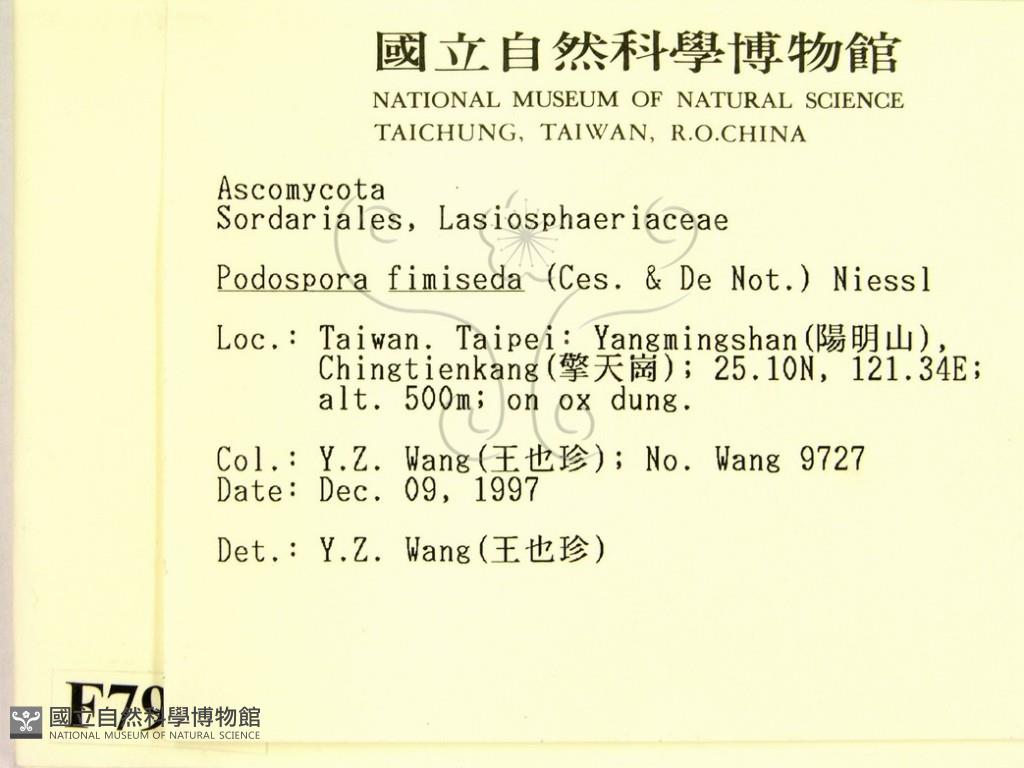 國立自然科學博物館
NATIONAL MUSEUM OF NATURAL SCIENCE
TAICHUNG, TAIWAN, R.O.CHINA
Ascomycota
Sordariales, Lasiosphaeriaceae
Podospora fimiseda (Ces. & De Not.) Niessl
Loc.: Taiwan. Taipei: Yangmingshan(陽明山),
Chingtienkang(擎天崗); 25.10N, 121.34E;
alt. 500m; on ox dung.
Col.: Y.Z. Wang(王也珍); No. Wang 9727
Date: Dec. 09, 1997
Det.: Y.Z. Wang(王也珍)
F79
國立自然科學博物館
NATIONAL MUSEUM OF NATURAL SCIENCE